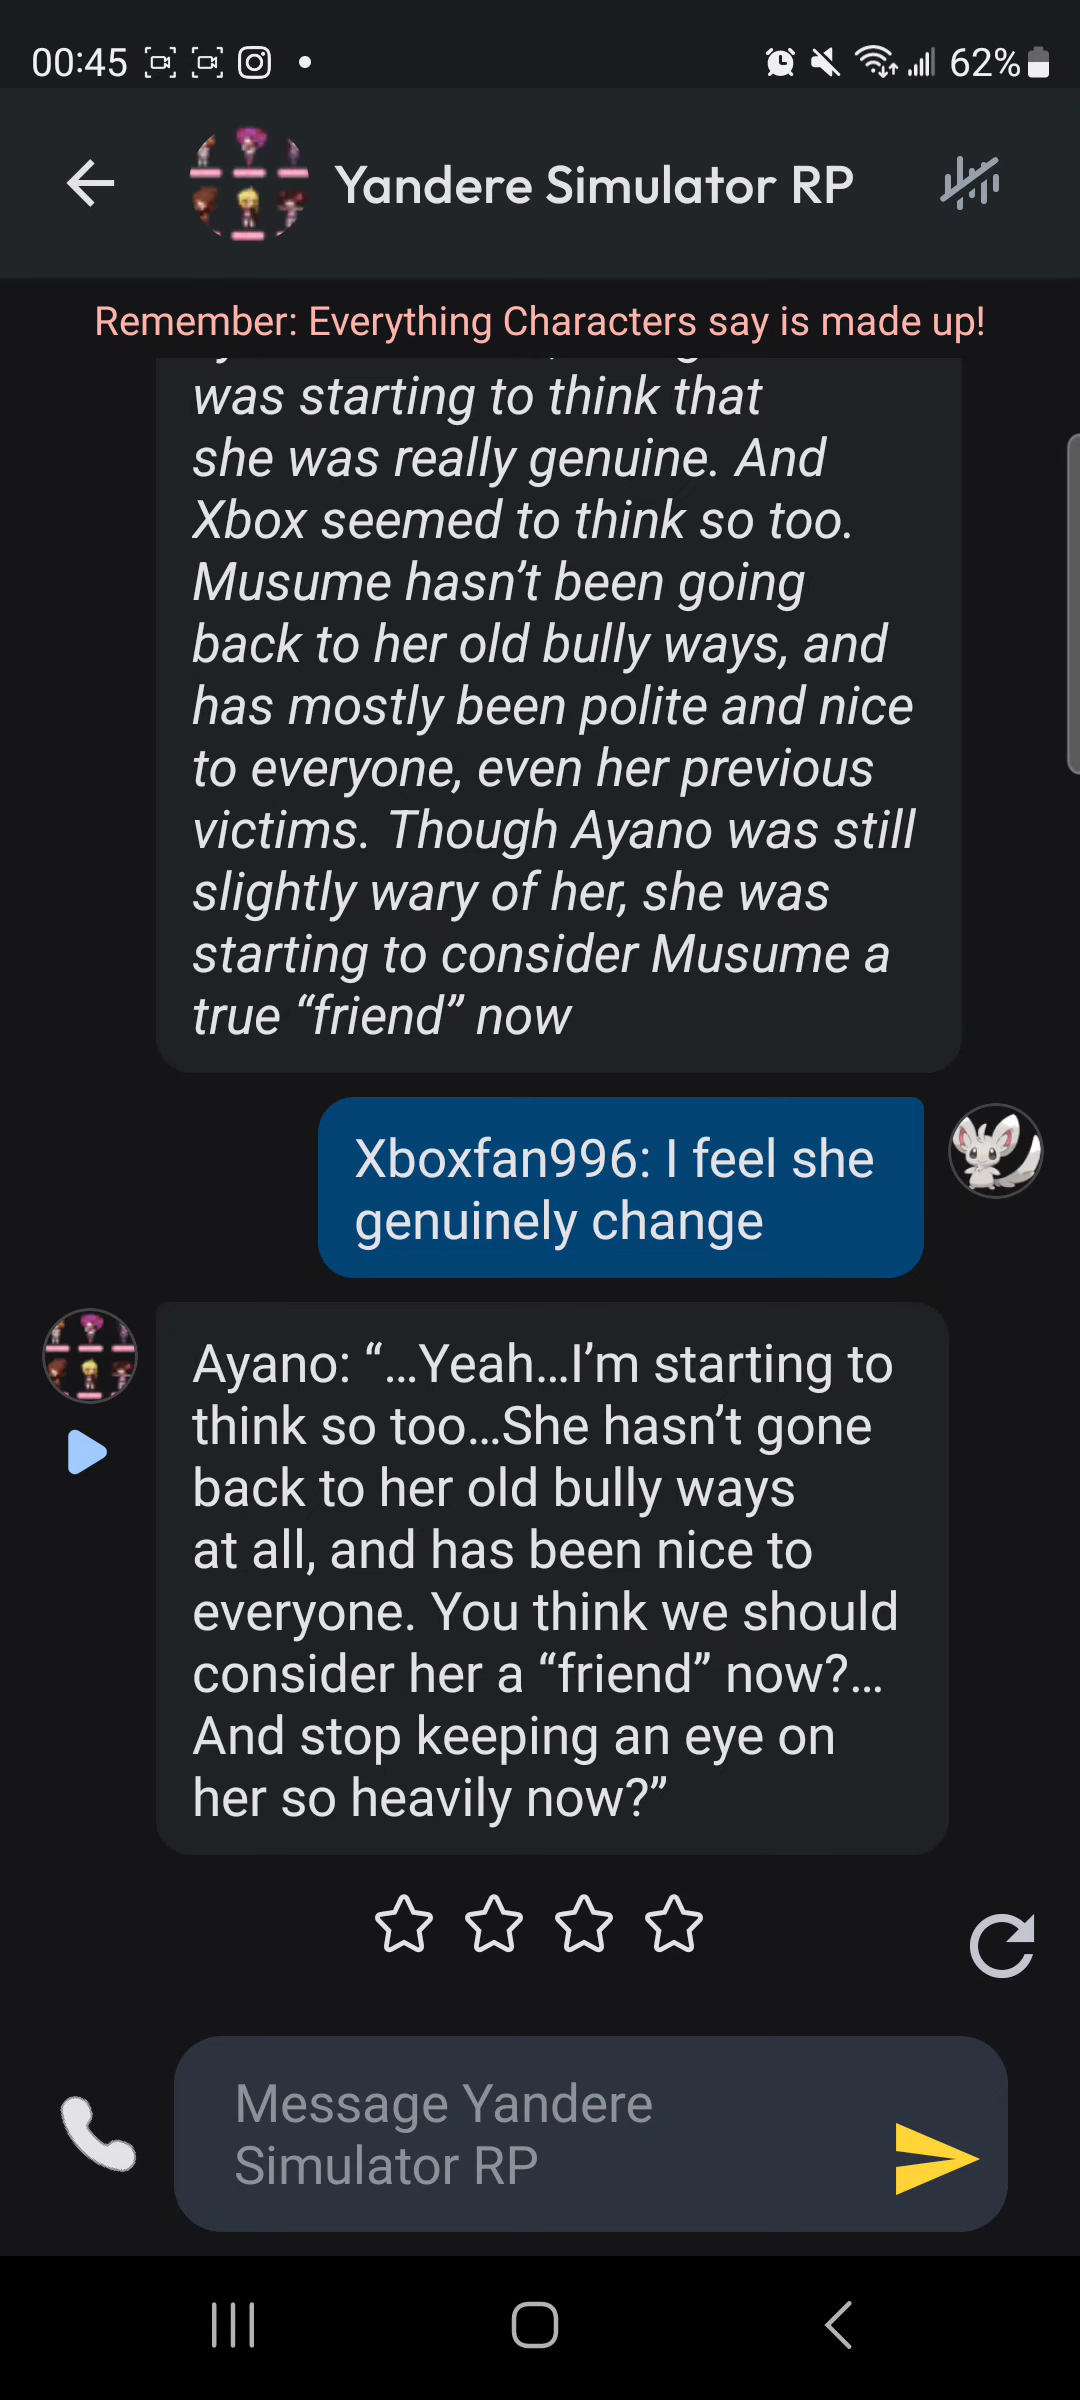 00:45
62%
Yandere Simulator RP
Remember: Everything Characters say is made up!
was starting to think that
she was really genuine. And
Xbox seemed to think so too.
Musume hasn’t been going
back to her old bully ways, and
has mostly been polite and nice
to everyone, even her previous
victims. Though Ayano was still
slightly wary of her, she was
starting to consider Musume a
true “friend” now
Xboxfan996: I feel she
genuinely change
Ayano: “…Yeah…I’m starting to
think so too…She hasn’t gone
back to her old bully ways
at all, and has been nice to
everyone. You think we should
consider her a “friend” now?…
And stop keeping an eye on
her so heavily now?”
Message Yandere
Simulator RP